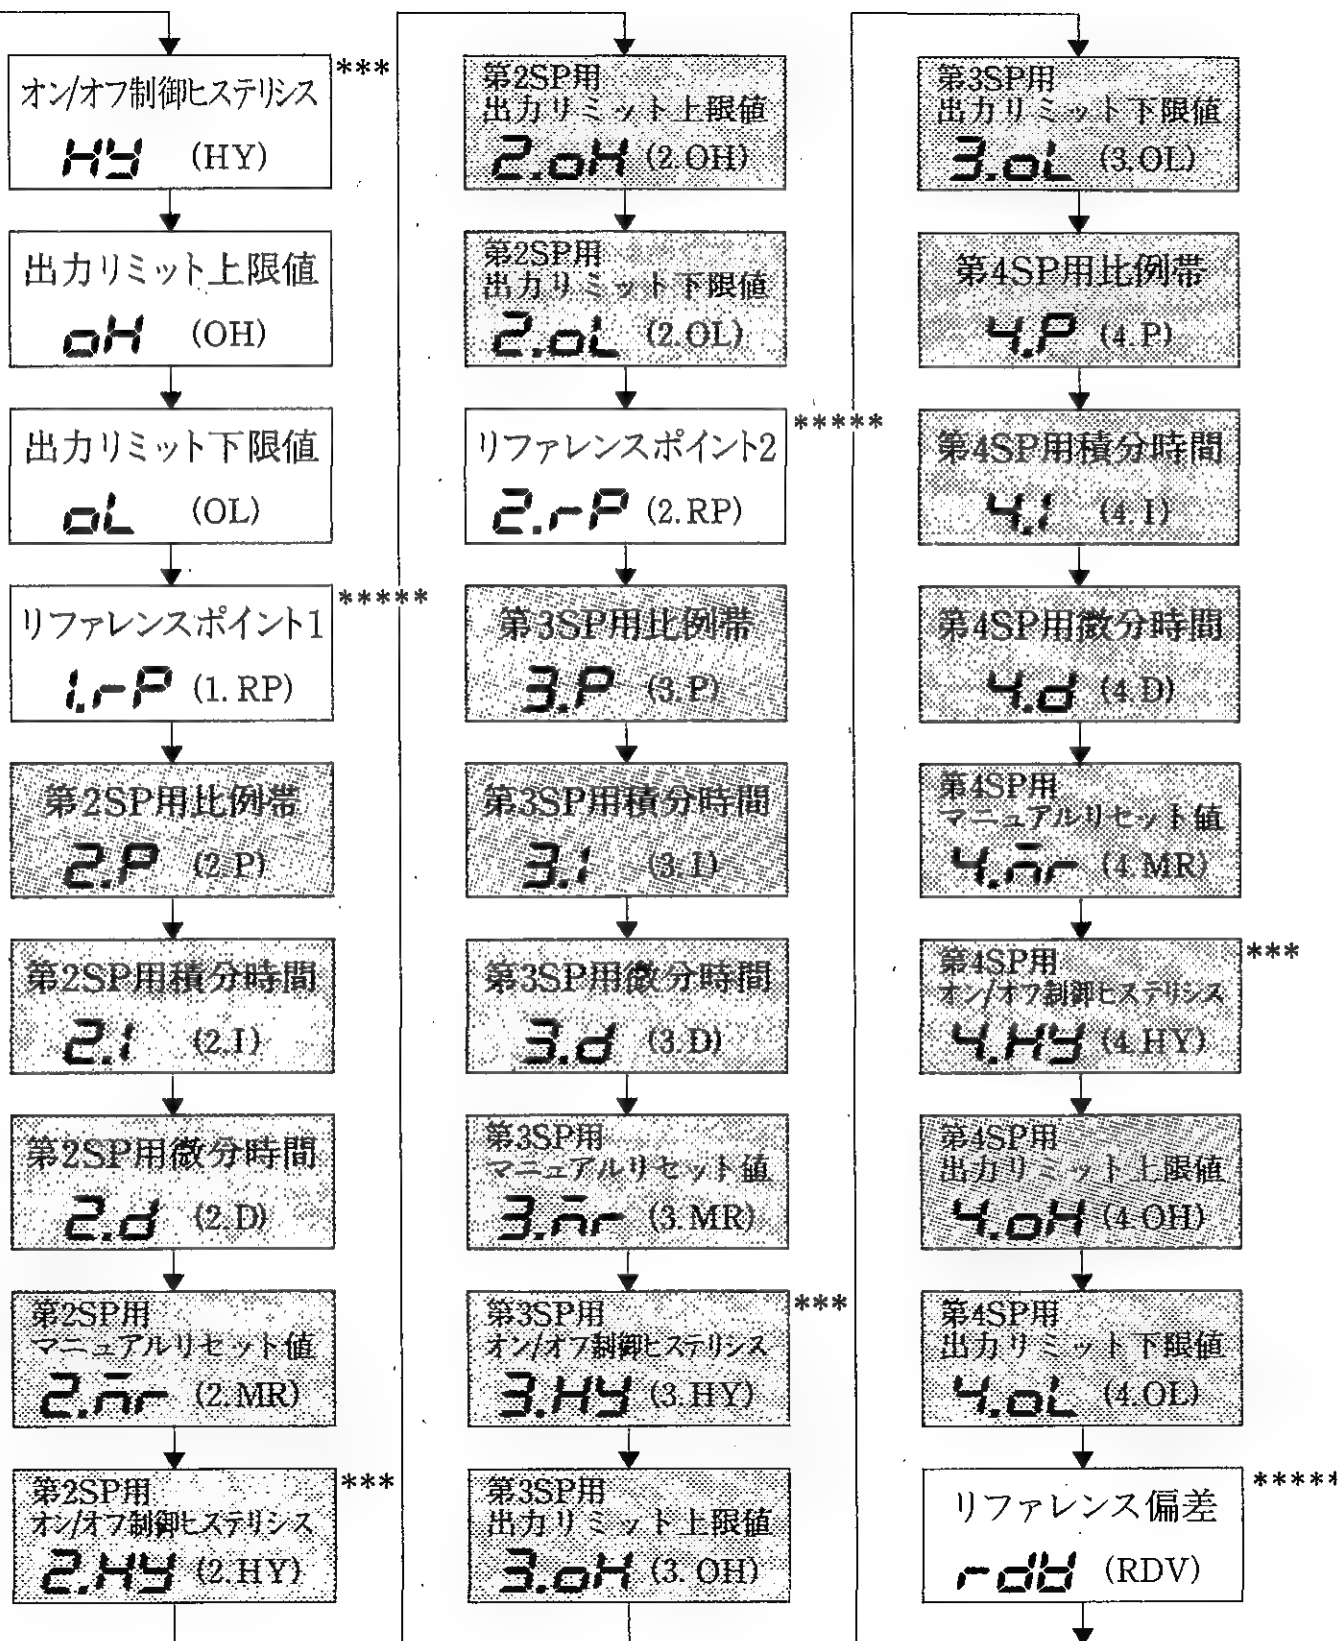 オン/オフ制御ヒステリシス
***
HY (HY)
出力リミット上限値
oH (OH)
出力リミット下限値
oL (OL)
リファレンスポイント1
*****
1.rP (1.RP)
第2SP用比例帯
2.P (2.P)
第2SP用積分時間
2.I (2.I)
第2SP用微分時間
2.d (2.D)
第2SP用
マニュアルリセット値
2.mr (2.MR)
第2SP用
オン/オフ制御ヒステリシス
***
2.HY (2.HY)
第2SP用
出力リミット上限値
2.oH (2.OH)
第2SP用
出力リミット下限値
2.oL (2.OL)
リファレンスポイント2
*****
2.rP (2.RP)
第3SP用比例帯
3.P (3.P)
第3SP用積分時間
3.I (3.I)
第3SP用微分時間
3.d (3.D)
第3SP用
マニュアルリセット値
3.mr (3.MR)
第3SP用
オン/オフ制御ヒステリシス
***
3.HY (3.HY)
第3SP用
出力リミット上限値
3.oH (3.OH)
第3SP用
出力リミット下限値
3.oL (3.OL)
第4SP用比例帯
4.P (4.P)
第4SP用積分時間
4.I (4.I)
第4SP用微分時間
4.d (4.D)
第4SP用
マニュアルリセット値
4.mr (4.MR)
第4SP用
オン/オフ制御ヒステリシス
***
4.HY (4.HY)
第4SP用
出力リミット上限値
4.oH (4.OH)
第4SP用
出力リミット下限値
4.oL (4.OL)
リファレンス偏差
*****
rdV (RDV)